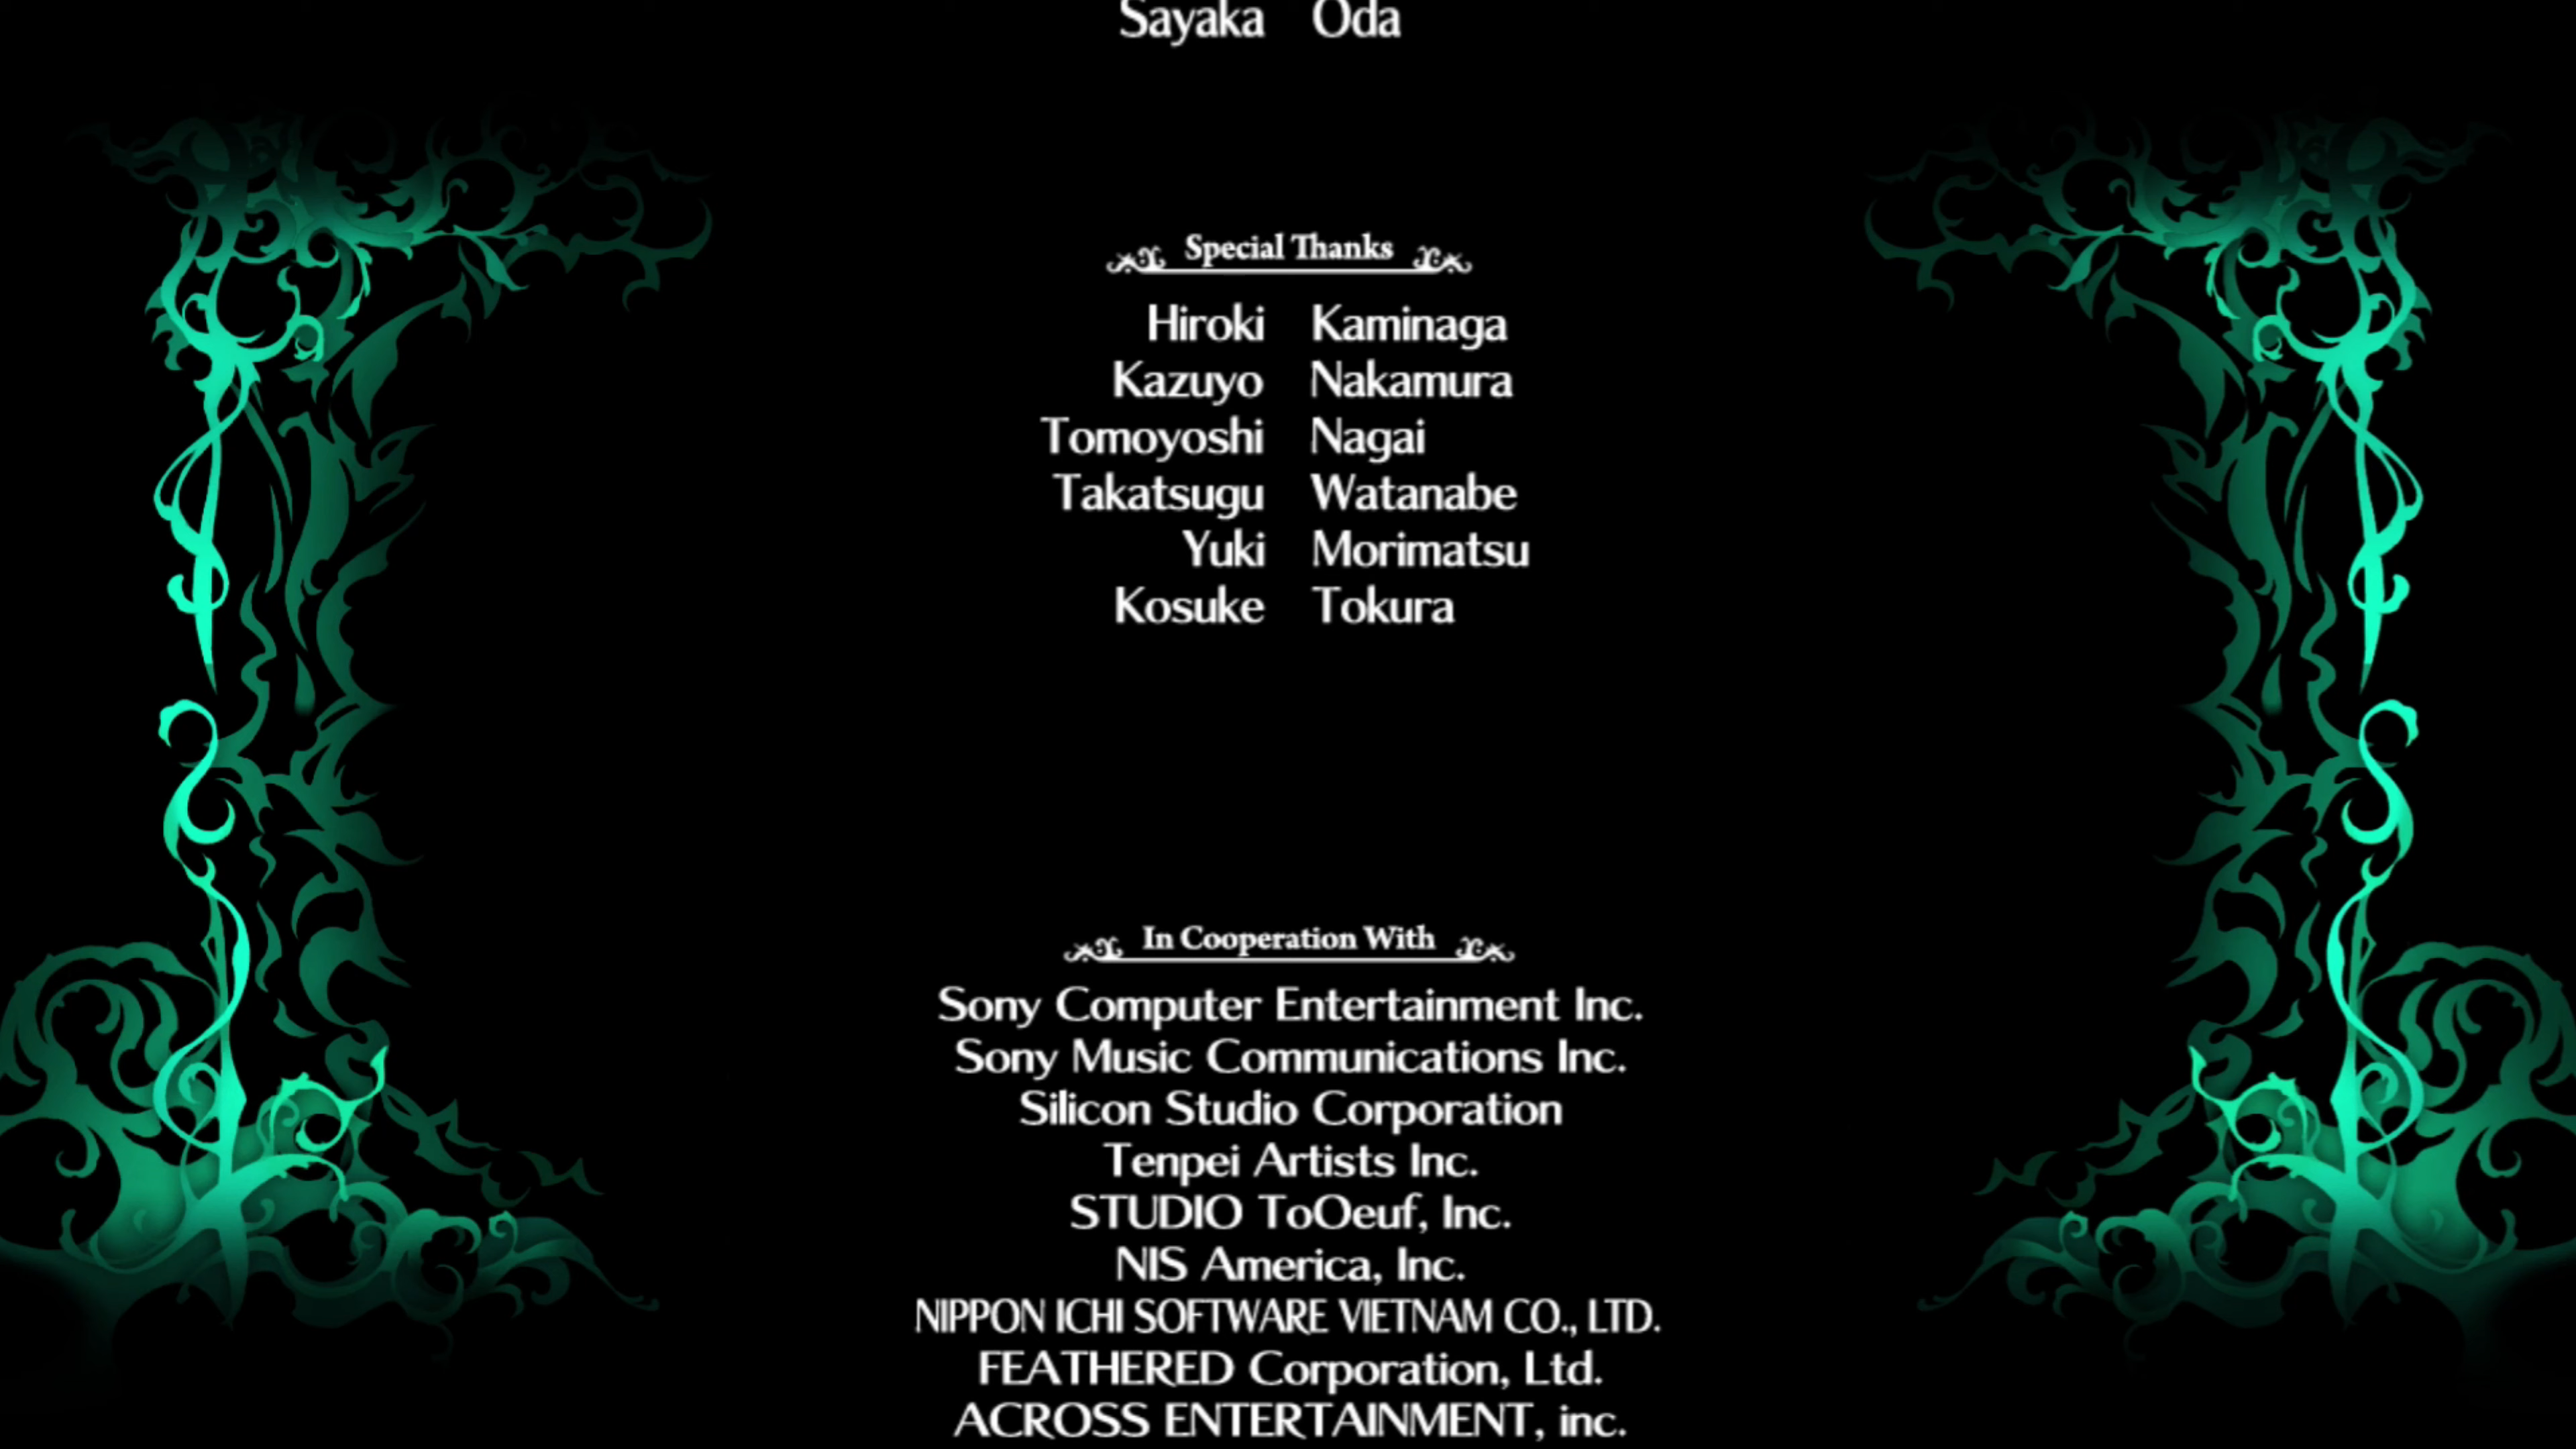 Sayaka Oda
Special Thanks
Hiroki Kaminaga
Kazuyo Nakamura
Tomoyoshi Nagai
Takatsugu Watanabe
Yuki Morimatsu
Kosuke Tokura
In Cooperation With
Sony Computer Entertainment Inc.
Sony Music Communications Inc.
Silicon Studio Corporation
Tenpei Artists Inc.
STUDIO ToOeuf, Inc.
NIS America, Inc.
NIPPON ICHI SOFTWARE VIETNAM CO., LTD.
FEATHERED Corporation, Ltd.
ACROSS ENTERTAINMENT, inc.